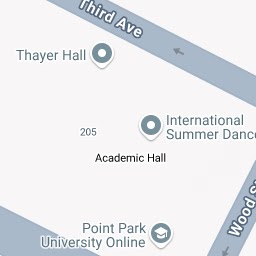 Third Ave
Thayer Hall
International
Summer Dance
205
Academic Hall
Wood S
Point Park
University Online